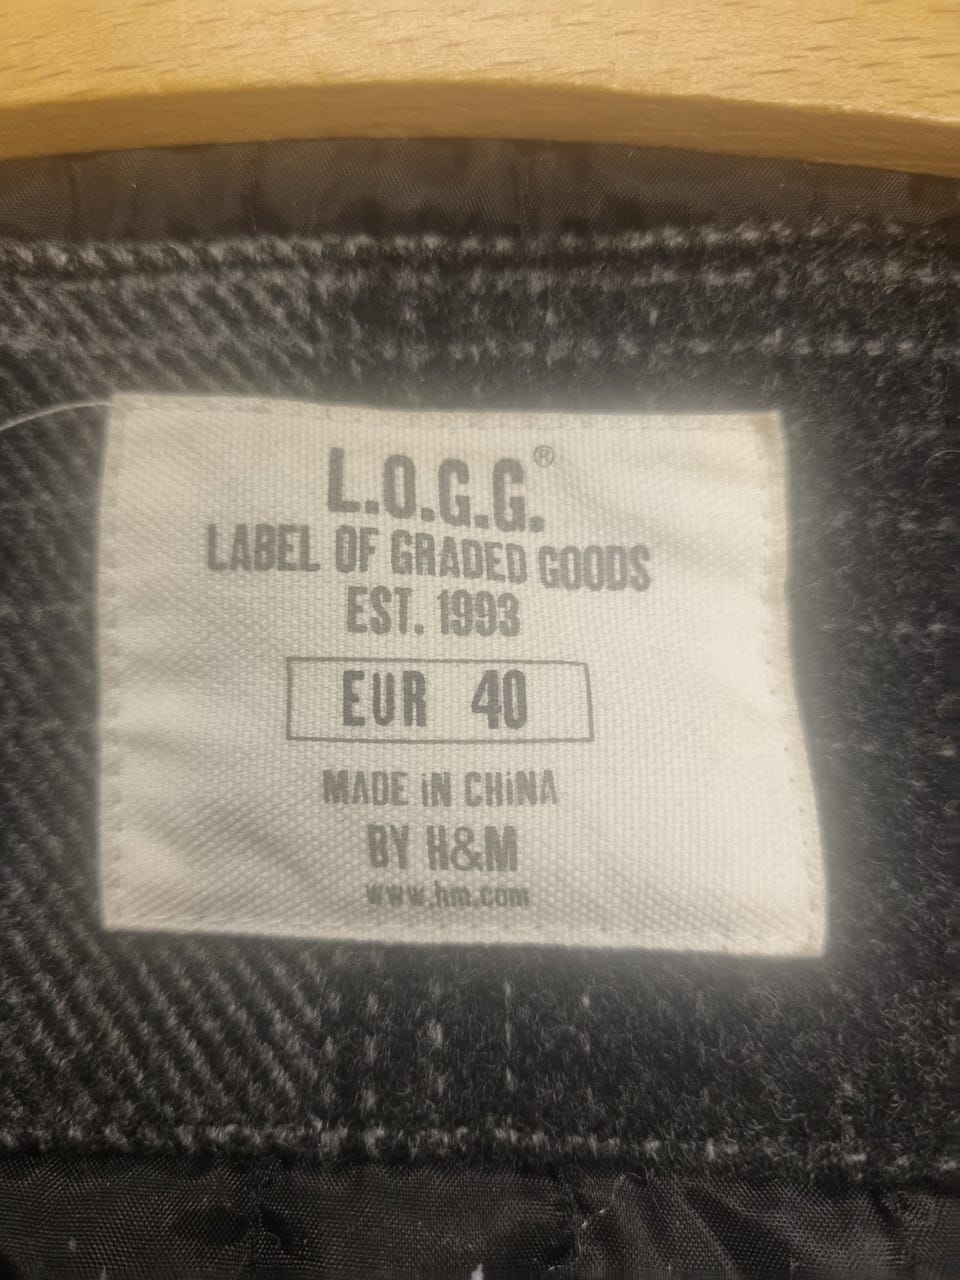 L.O.G.G.®
LABEL OF GRADED GOODS
EST. 1993
EUR 40
MADE iN CHiNA
BY H&M
www.hm.com